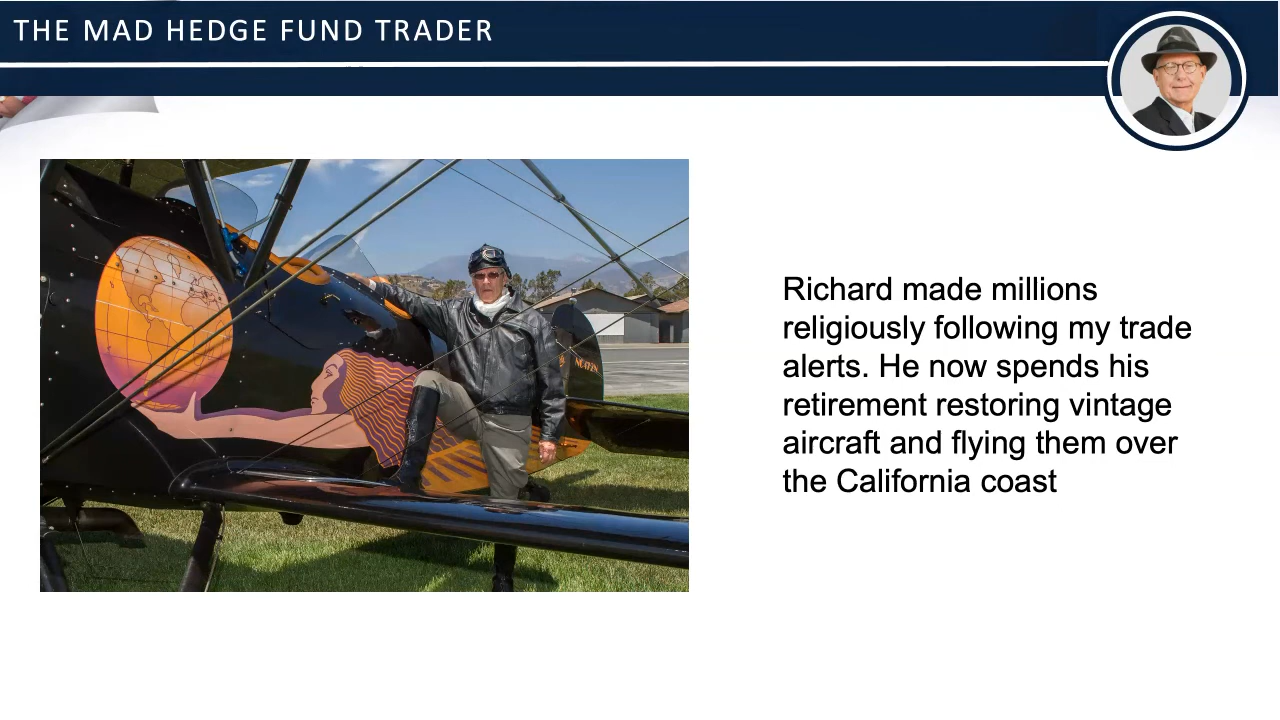 THE MAD HEDGE FUND TRADER
Richard made millions
religiously following my trade
alerts. He now spends his
retirement restoring vintage
aircraft and flying them over
the California coast